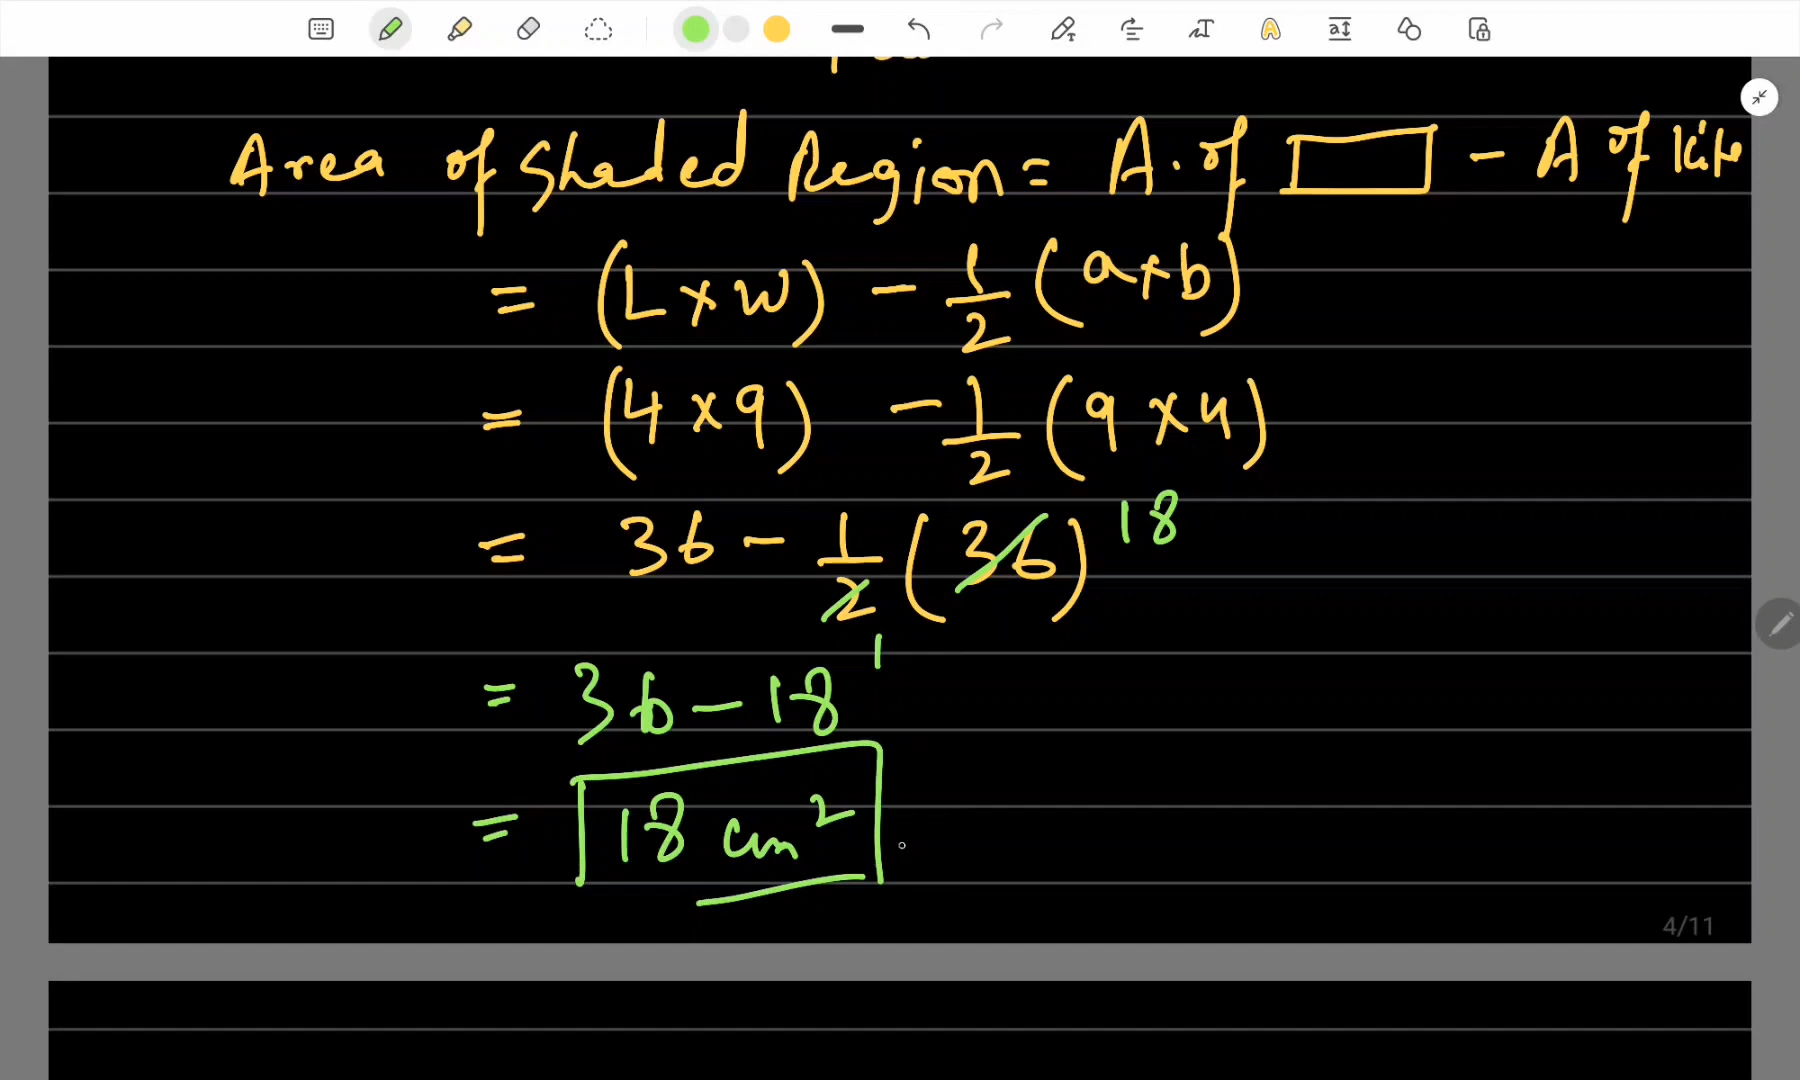 Area of shaded Region = A. of ▭ - A of kite
= (L × W) - 1/2 (a×b)
= (4 × 9) - 1/2 (9 × 4)
= 36 - 1/2 (36) 18
1
= 36 - 18
= 18 cm²
4/11